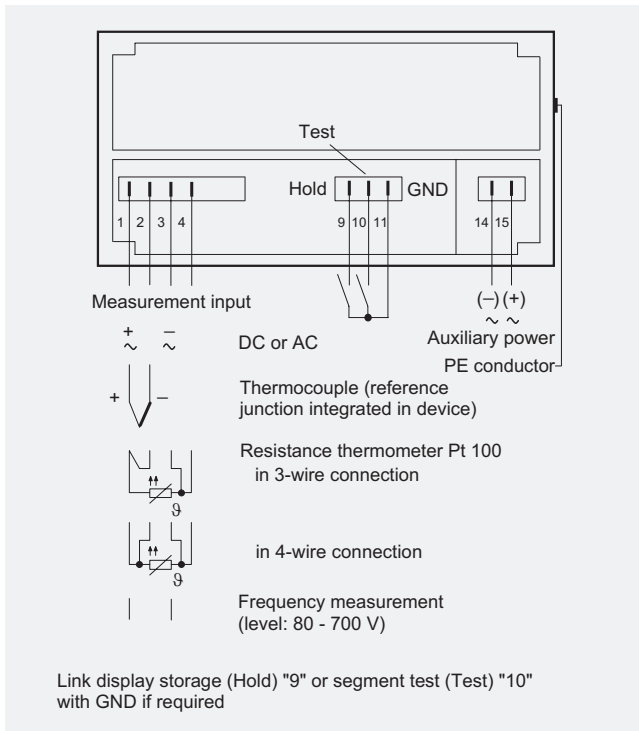 Test
Hold
GND
1 2 3 4
9 10 11
14 15
Measurement input
(–) (+)
~ ~
Auxiliary power
PE conductor
+ –
~ ~
DC or AC
+ –
Thermocouple (reference
junction integrated in device)
Resistance thermometer Pt 100
in 3-wire connection
ϑ
in 4-wire connection
ϑ
Frequency measurement
(level: 80 - 700 V)
Link display storage (Hold) "9" or segment test (Test) "10"
with GND if required